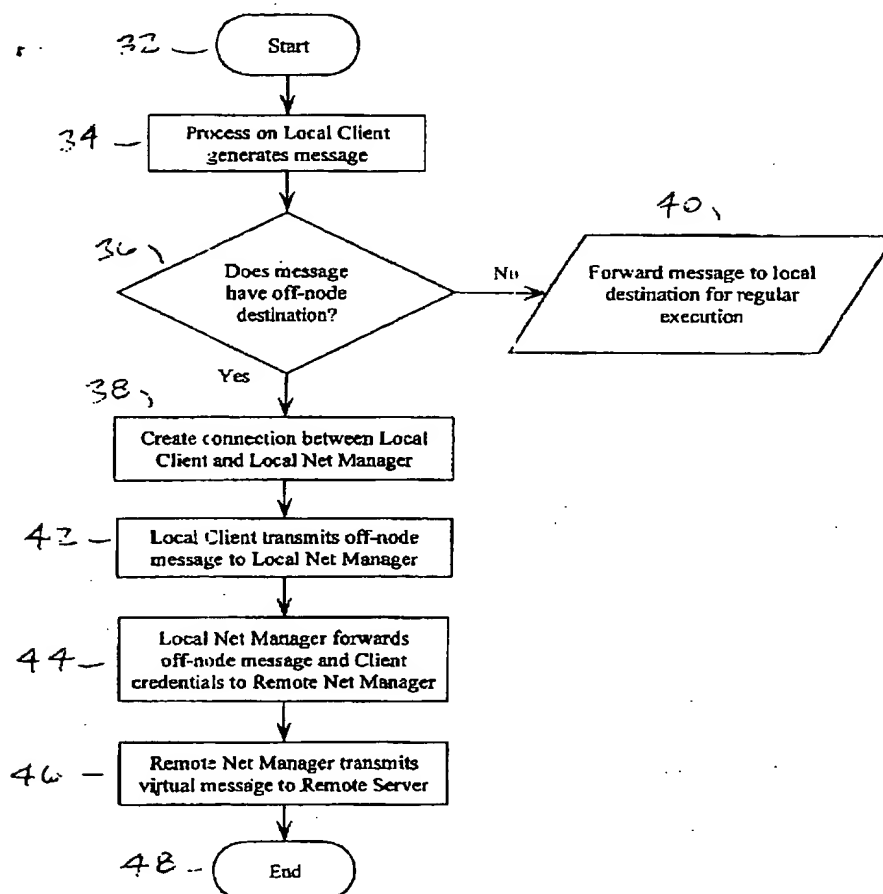 32
Start
34
Process on Local Client
generates message
36
Does message
have off-node
destination?
No
40
Forward message to local
destination for regular
execution
Yes
38
Create connection between Local
Client and Local Net Manager
42
Local Client transmits off-node
message to Local Net Manager
44
Local Net Manager forwards
off-node message and Client
credentials to Remote Net Manager
46
Remote Net Manager transmits
virtual message to Remote Server
48
End